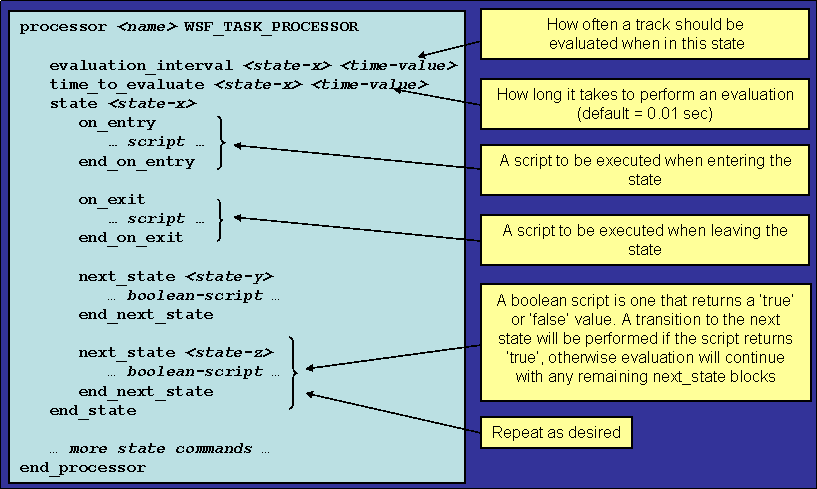 processor <name> WSF_TASK_PROCESSOR
evaluation_interval <state-x> <time-value>
time_to_evaluate <state-x> <time-value>
state <state-x>
on_entry
… script …
end_on_entry
on_exit
… script …
end_on_exit
next_state <state-y>
… boolean-script …
end_next_state
next_state <state-z>
… boolean-script …
end_next_state
end_state
… more state commands …
end_processor
How often a track should be
evaluated when in this state
How long it takes to perform an evaluation
(default = 0.01 sec)
A script to be executed when entering the
state
A script to be executed when leaving the
state
A boolean script is one that returns a 'true'
or 'false' value. A transition to the next
state will be performed if the script returns
'true', otherwise evaluation will continue
with any remaining next_state blocks
Repeat as desired